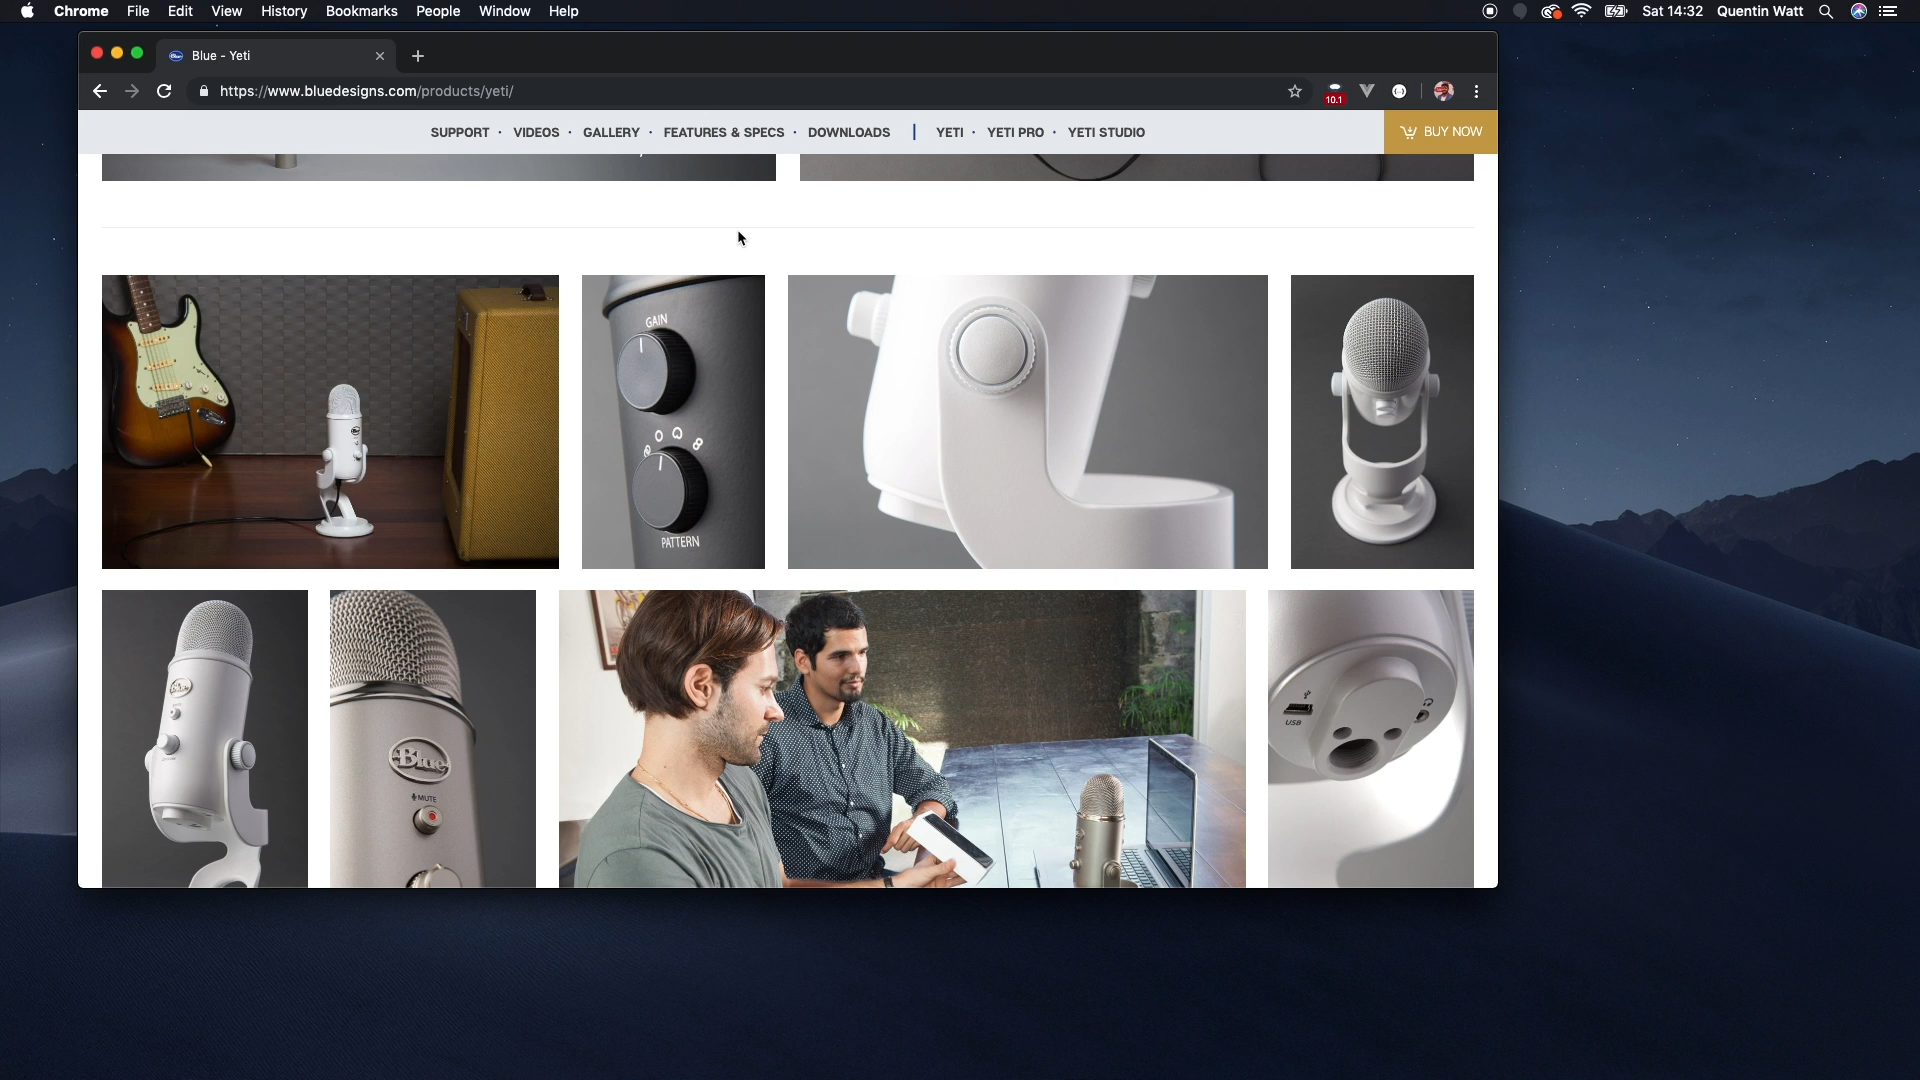 Chrome File Edit View History Bookmarks People Window Help
Sat 14:32 Quentin Watt
Blue - Yeti
https://www.bluedesigns.com/products/yeti/
10.1
SUPPORT · VIDEOS · GALLERY · FEATURES & SPECS · DOWNLOADS | YETI · YETI PRO · YETI STUDIO
BUY NOW
GAIN
PATTERN
Blue
MUTE
USB